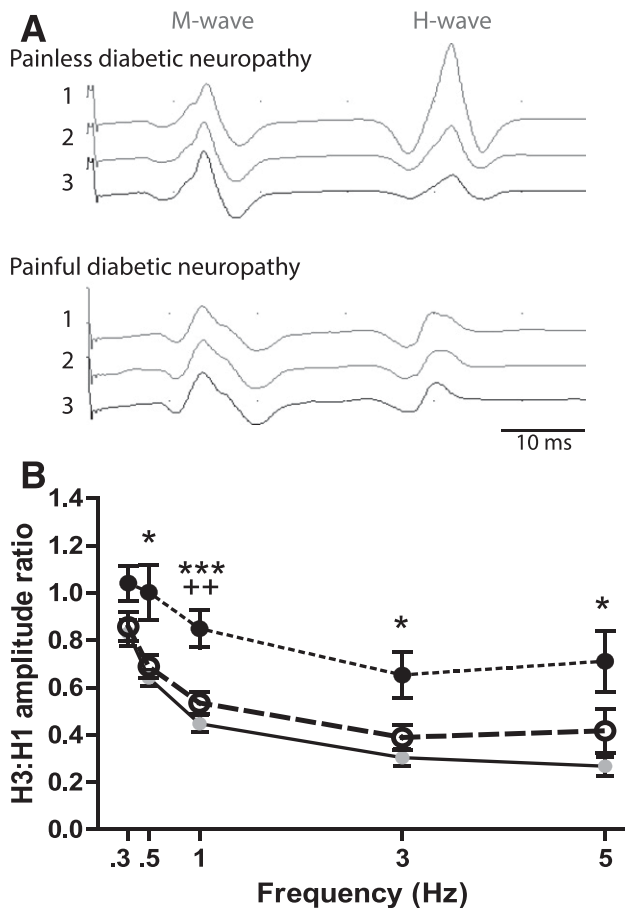 A
M-wave H-wave
Painless diabetic neuropathy
1
2
3
Painful diabetic neuropathy
1
2
3
10 ms
B
H3:H1 amplitude ratio
1.4
1.2
1.0
0.8
0.6
0.4
0.2
0.0
*
***
++
*
*
.3 .5 1 3 5
Frequency (Hz)